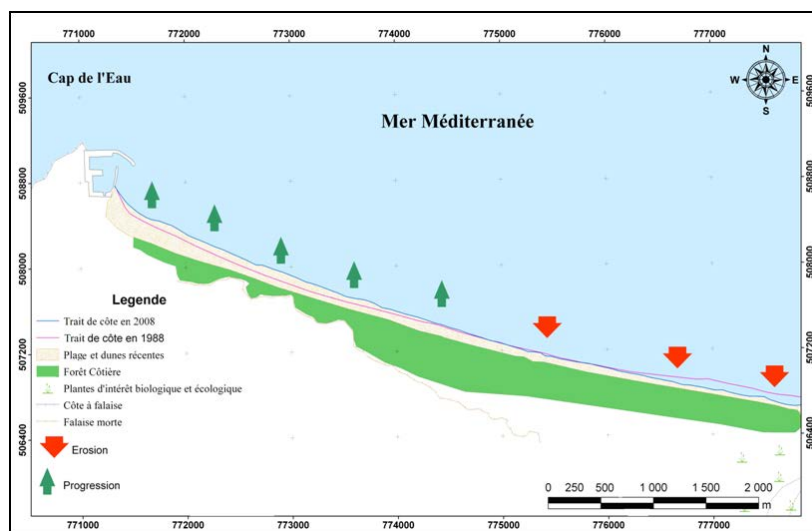 771000 772000 773000 774000 775000 776000 777000
N
W E
S
Cap de l'Eau
Mer Méditerranée
509600
509600
508800
508800
508000
508000
507200
507200
506400
506400
Legende
Trait de côte en 2008
Trait de côte en 1988
Plage et dunes récentes
Forêt Côtière
Plantes d'intérêt biologique et écologique
Côte à falaise
Falaise morte
Erosion
Progression
0 250 500 1 000 1 500 2 000
m
771000 772000 773000 774000 775000 776000 777000